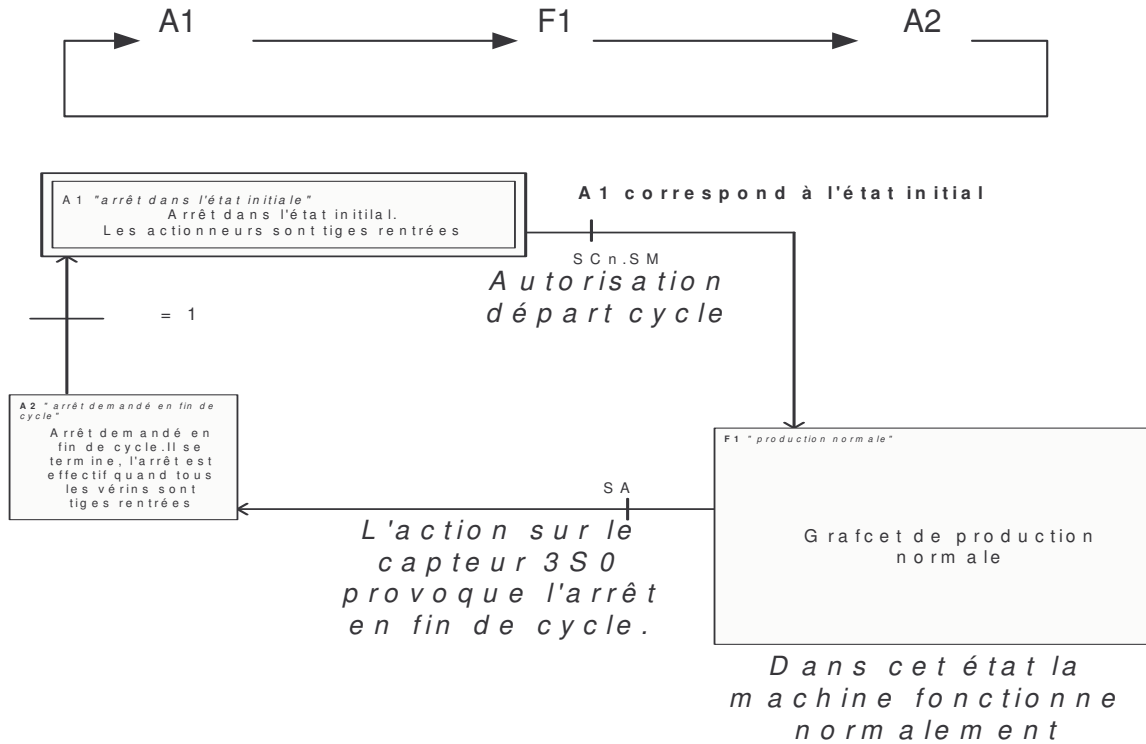 A1 F1 A2
A1 "arrêt dans l'état initiale"
Arrêt dans l'état initilal.
Les actionneurs sont tiges rentrées
A1 correspond à l'état initial
SCn.SM
Autorisation
départ cycle
= 1
A2 "arrêt demandé en fin de
cycle"
Arrêt demandé en
fin de cycle.Il se
termine, l'arrêt est
effectif quand tous
les vérins sont
tiges rentrées
F1 "production normale"
Grafcet de production
normale
SA
L'action sur le
capteur 3S0
provoque l'arrêt
en fin de cycle.
Dans cet état la
machine fonctionne
normalement